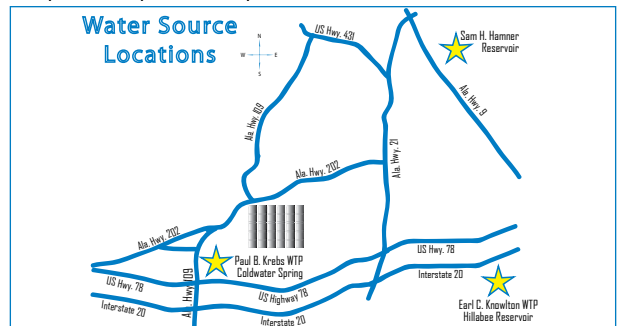 Water Source
Locations
N
W
E
S
US Hwy. 431
Sam H. Hamner
Reservoir
Ala. Hwy. 109
Ala. Hwy. 9
Ala. Hwy. 21
Ala. Hwy. 202
Ala. Hwy. 202
Paul B. Krebs WTP
Coldwater Spring
US Hwy. 78
US Hwy. 78
Interstate 20
Ala. Hwy. 109
US Highway 78
Interstate 20
Interstate 20
Earl C. Knowlton WTP
Hillabee Reservoir